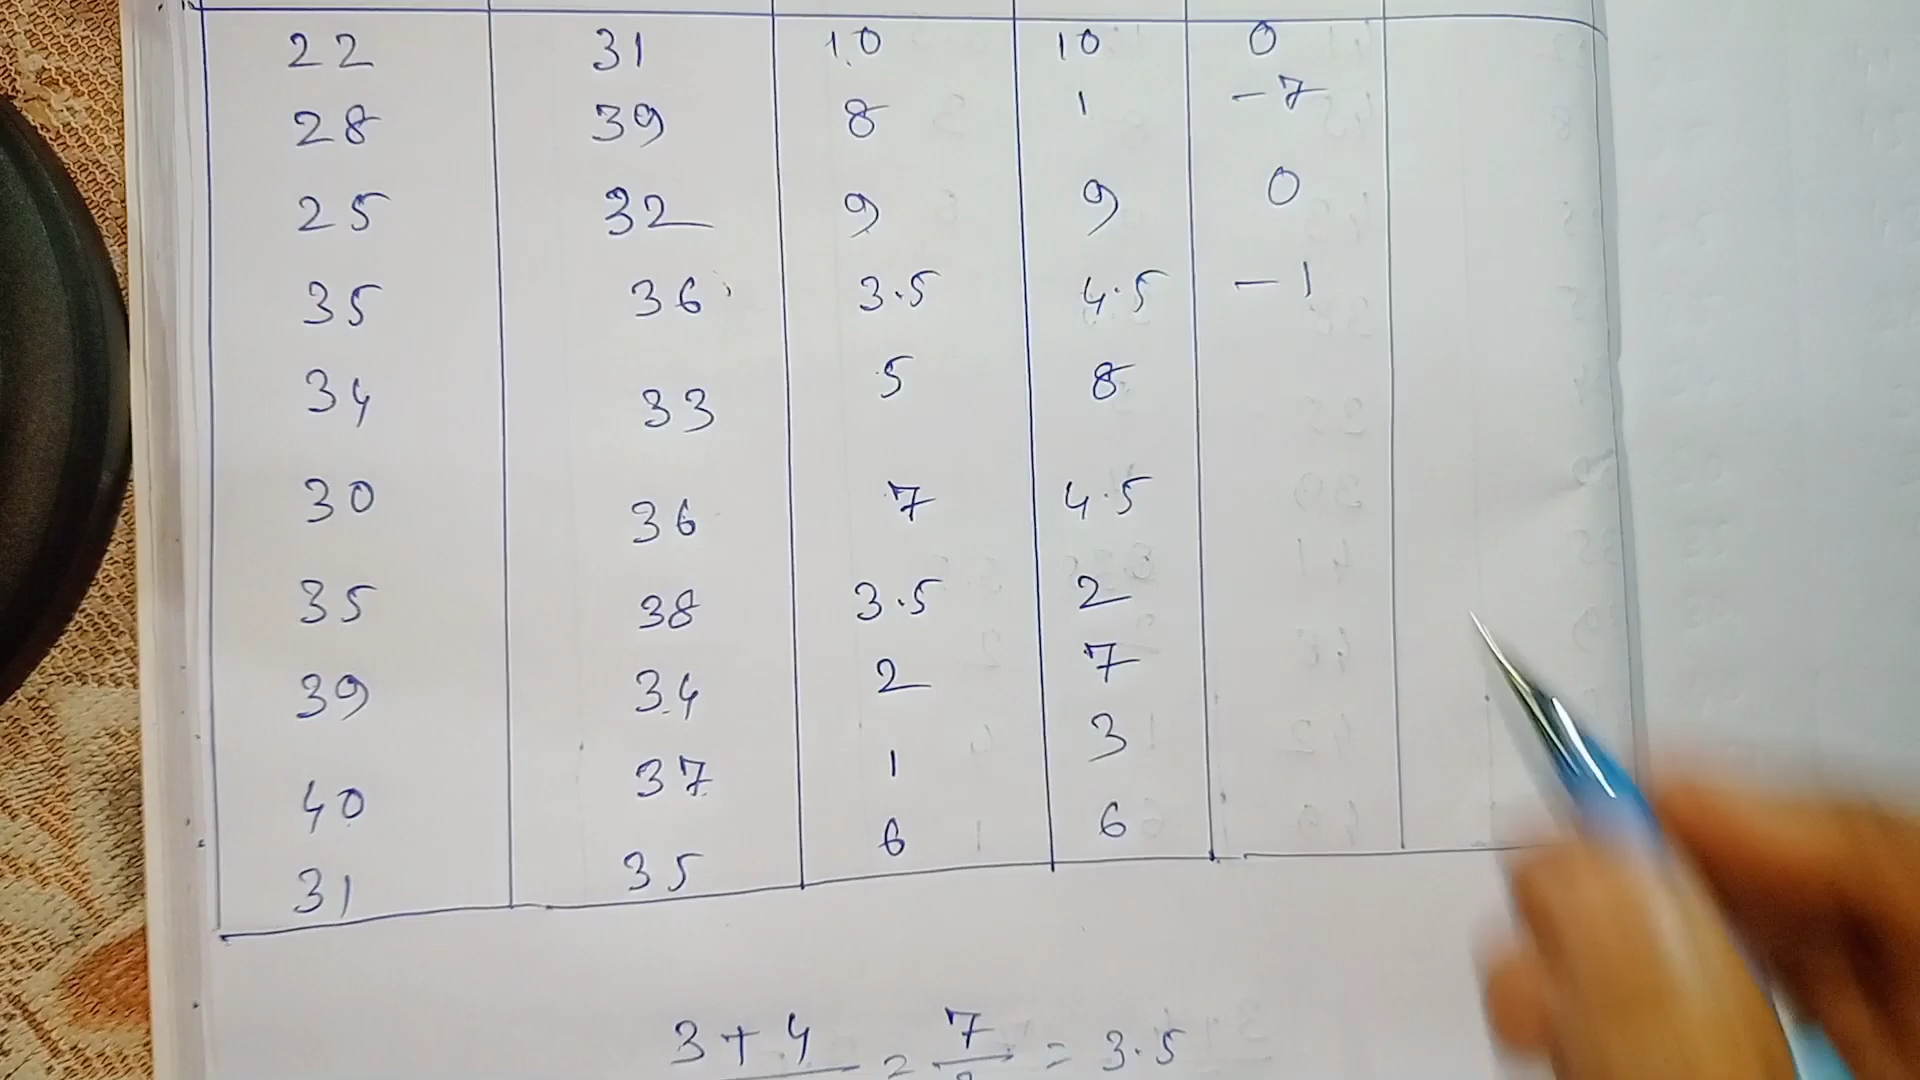 22 31 10 10 0
28 39 8 1 -7
25 32 9 9 0
35 36 3.5 4.5 -1
34 33 5 8
30 36 7 4.5
35 38 3.5 2
39 34 2 7
40 37 1 3
31 35 6 6
3+4 = 7 = 3.5